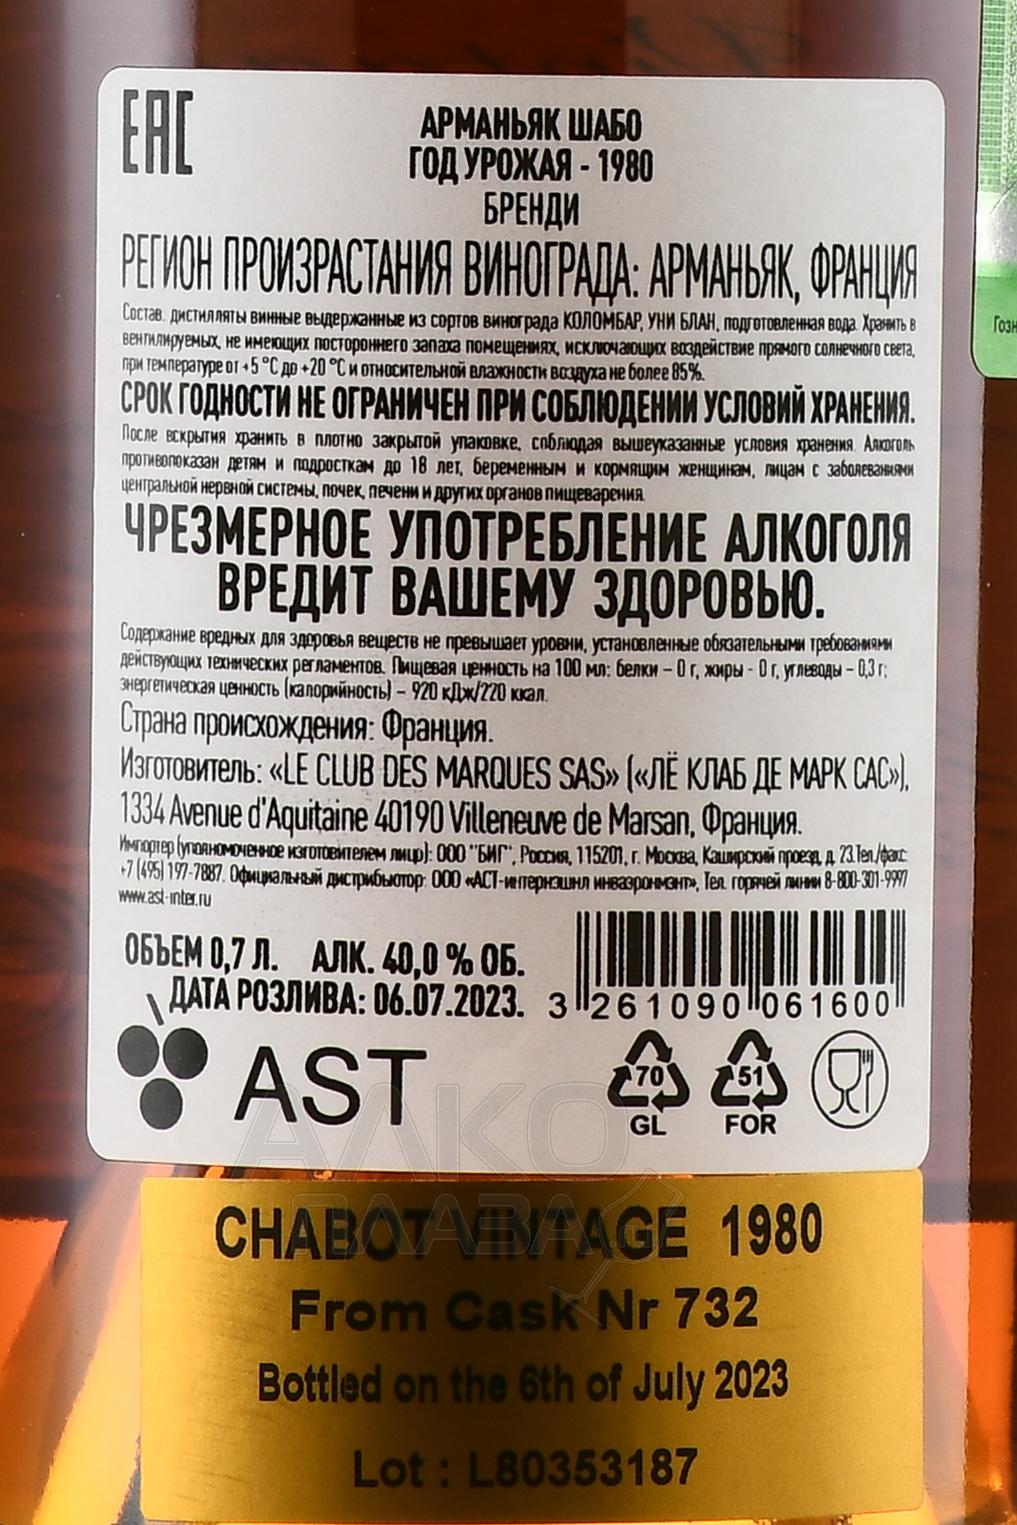 EAC
АРМАНЬЯК ШАБО
ГОД УРОЖАЯ - 1980
БРЕНДИ
РЕГИОН ПРОИЗРАСТАНИЯ ВИНОГРАДА: АРМАНЬЯК, ФРАНЦИЯ
Состав: дистилляты винные выдержанные из сортов винограда КОЛОМБАР, УНИ БЛАН, подготовленная вода. Хранить в
вентилируемых, не имеющих постороннего запаха помещениях, исключающих воздействие прямого солнечного света,
при температуре от +5 °C до +20 °C и относительной влажности воздуха не более 85%.
СРОК ГОДНОСТИ НЕ ОГРАНИЧЕН ПРИ СОБЛЮДЕНИИ УСЛОВИЙ ХРАНЕНИЯ.
После вскрытия хранить в плотно закрытой упаковке, соблюдая вышеуказанные условия хранения. Алкоголь
противопоказан детям и подросткам до 18 лет, беременным и кормящим женщинам, лицам с заболеваниями
центральной нервной системы, почек, печени и других органов пищеварения.
ЧРЕЗМЕРНОЕ УПОТРЕБЛЕНИЕ АЛКОГОЛЯ
ВРЕДИТ ВАШЕМУ ЗДОРОВЬЮ.
Содержание вредных для здоровья веществ не превышает уровни, установленные обязательными требованиями
действующих технических регламентов. Пищевая ценность на 100 мл: белки – 0 г, жиры - 0 г, углеводы – 0,3 г;
энергетическая ценность (калорийность) – 920 кДж/220 ккал.
Страна происхождения: Франция.
Изготовитель: «LE CLUB DES MARQUES SAS» («ЛЁ КЛАБ ДЕ МАРК САС»),
1334 Avenue d'Aquitaine 40190 Villeneuve de Marsan, Франция.
Импортер (уполномоченное изготовителем лицо): ООО "БИГ", Россия, 115201, г. Москва, Каширский проезд, д. 23.Тел./факс:
+7 (495) 197-7887. Официальный дистрибьютор: ООО «АСТ-интернэшнл инваэронмэнт», Тел. горячей линии 8-800-301-9997
www.ast-inter.ru
ОБЪЕМ 0,7 Л. АЛК. 40,0 % ОБ.
ДАТА РОЗЛИВА: 06.07.2023.
3 261090 061600
AST
70
GL
51
FOR
CHABOT VINTAGE 1980
From Cask Nr 732
Bottled on the 6th of July 2023
Lot : L80353187
Гозн
АЛКО
ПЛАЗА